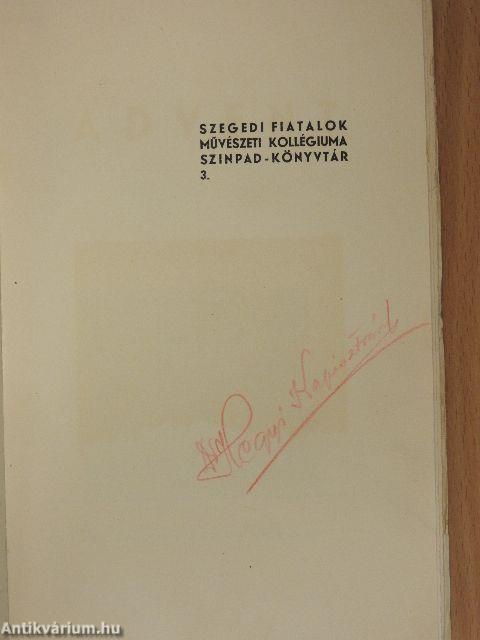 SZEGEDI FIATALOK
MŰVÉSZETI KOLLÉGIUMA
SZINPAD-KÖNYVTÁR
3.
Antikvárium.hu